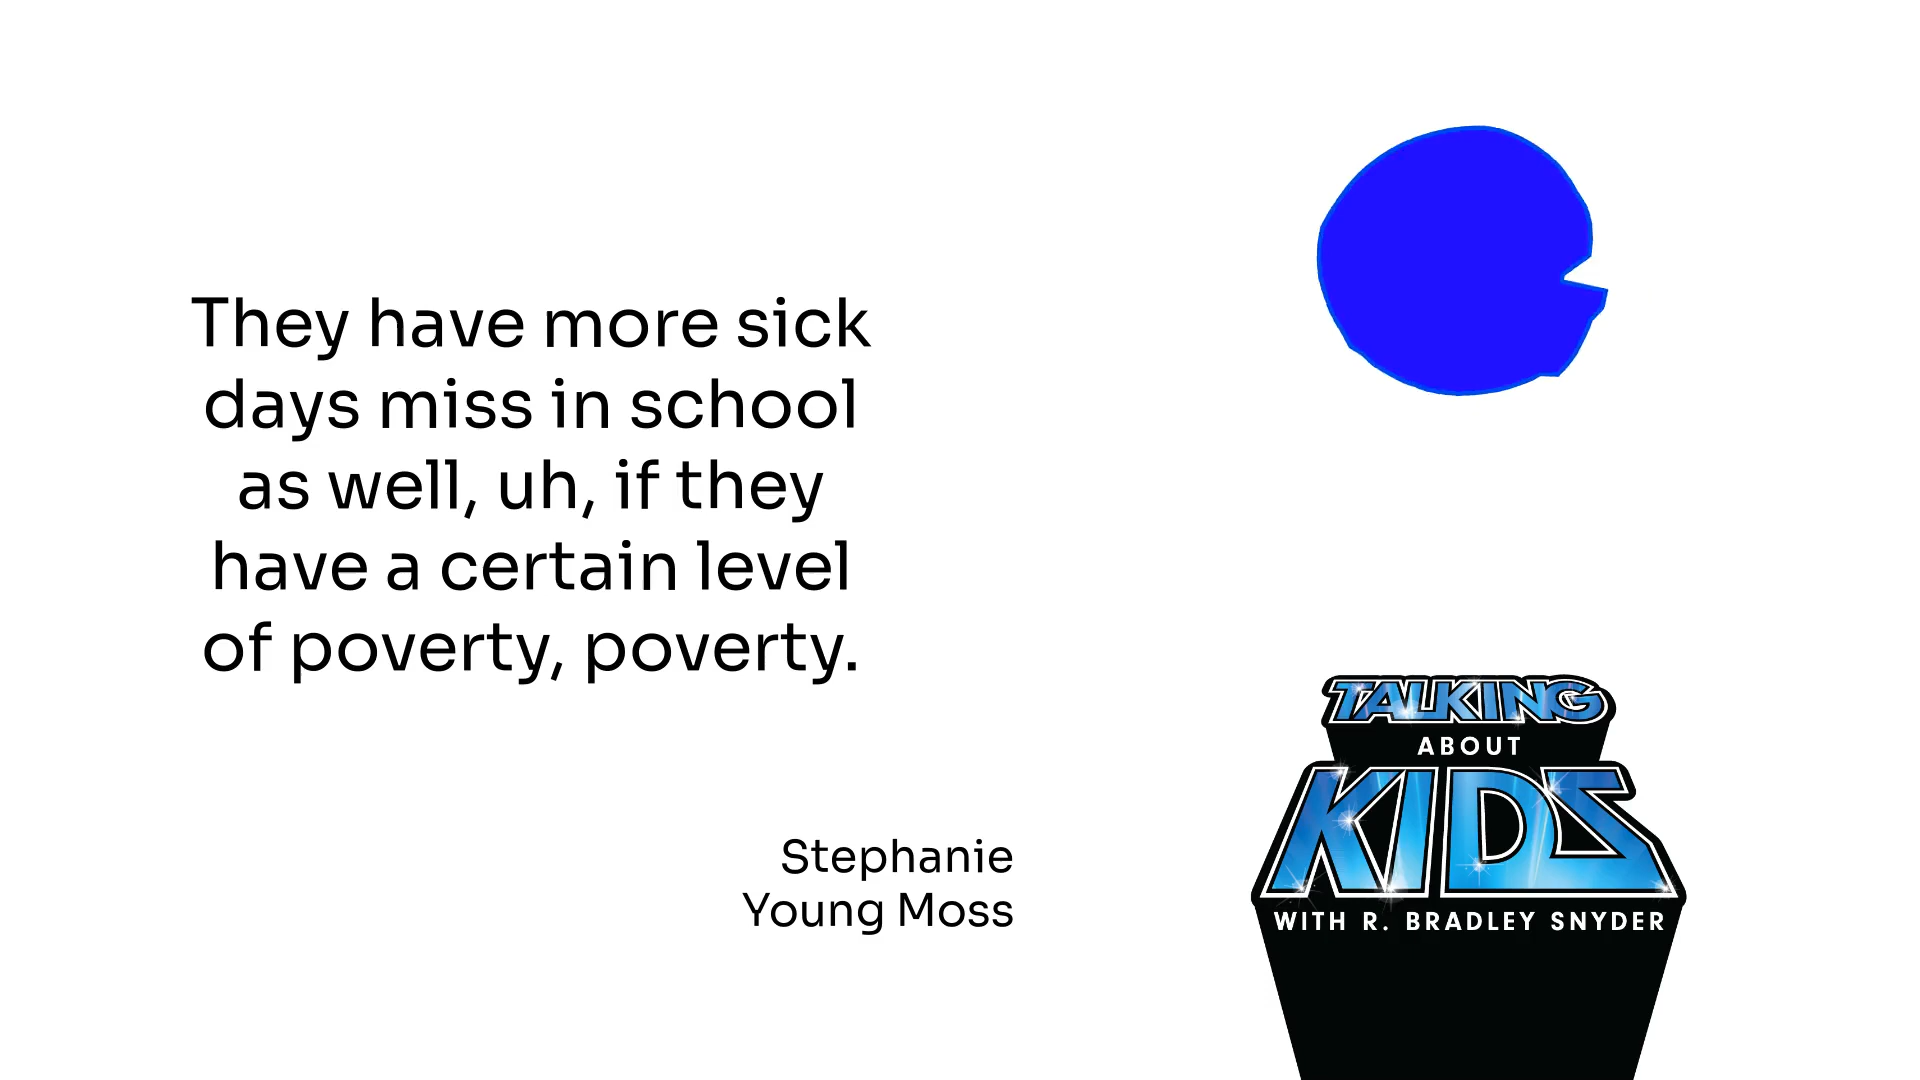 They have more sick
days miss in school
as well, uh, if they
have a certain level
of poverty, poverty.
Stephanie
Young Moss
TALKING
ABOUT
KIDS
WITH R. BRADLEY SNYDER